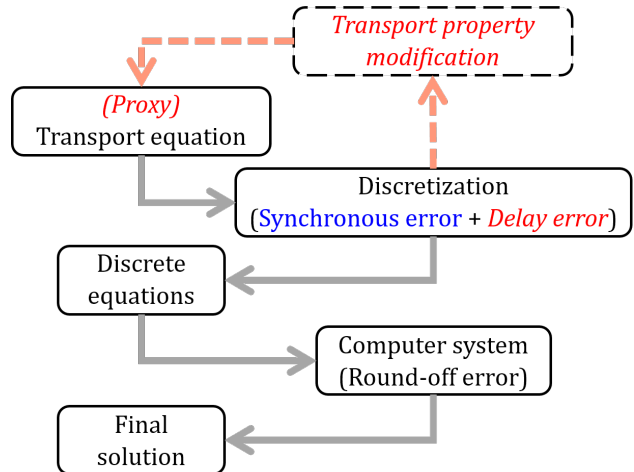 Transport property
modification
(Proxy)
Transport equation
Discretization
(Synchronous error + Delay error)
Discrete
equations
Computer system
(Round-off error)
Final
solution